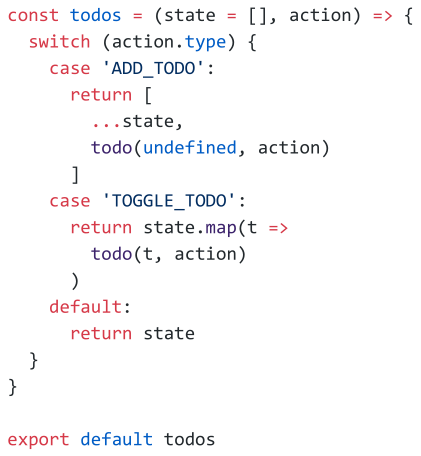 const todos = (state = [], action) => {
  switch (action.type) {
    case 'ADD_TODO':
      return [
        ...state,
        todo(undefined, action)
      ]
    case 'TOGGLE_TODO':
      return state.map(t =>
        todo(t, action)
      )
    default:
      return state
  }
}

export default todos